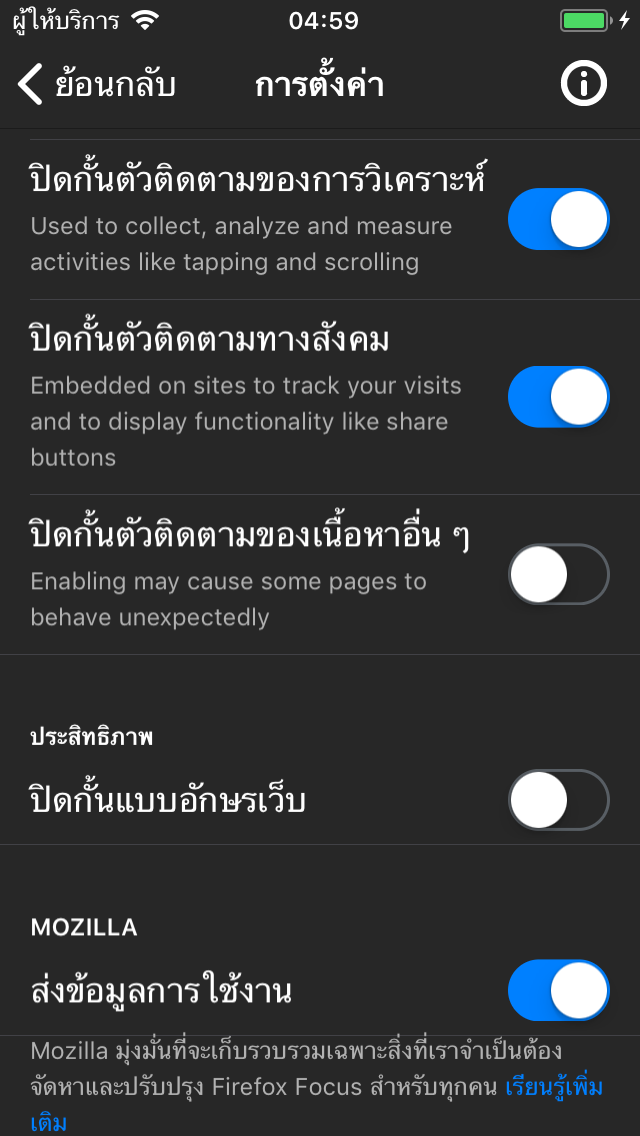 ผู้ให้บริการ 04:59
ย้อนกลับ การตั้งค่า
ปิดกั้นตัวติดตามของการวิเคราะห์
Used to collect, analyze and measure
activities like tapping and scrolling
ปิดกั้นตัวติดตามทางสังคม
Embedded on sites to track your visits
and to display functionality like share
buttons
ปิดกั้นตัวติดตามของเนื้อหาอื่น ๆ
Enabling may cause some pages to
behave unexpectedly
ประสิทธิภาพ
ปิดกั้นแบบอักษรเว็บ
MOZILLA
ส่งข้อมูลการใช้งาน
Mozilla มุ่งมั่นที่จะเก็บรวบรวมเฉพาะสิ่งที่เราจำเป็นต้อง
จัดหาและปรับปรุง Firefox Focus สำหรับทุกคน เรียนรู้เพิ่ม
เติม